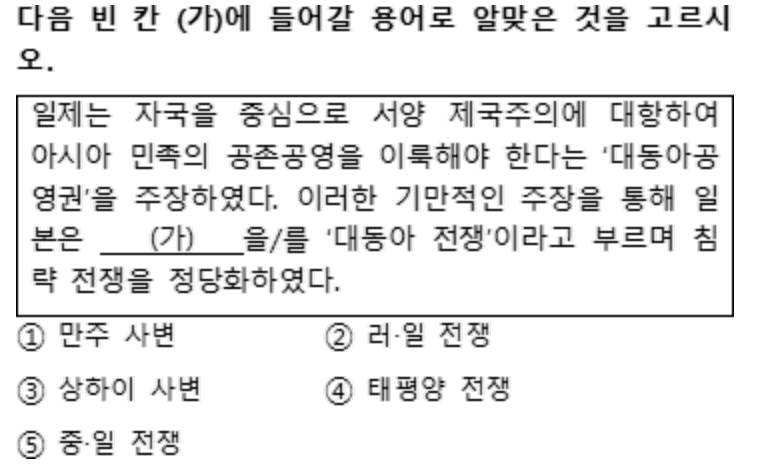 다음 빈 칸 (가)에 들어갈 용어로 알맞은 것을 고르시
오.
일제는 자국을 중심으로 서양 제국주의에 대항하여
아시아 민족의 공존공영을 이룩해야 한다는 ‘대동아공
영권’을 주장하였다. 이러한 기만적인 주장을 통해 일
본은 ___(가)___을/를 ‘대동아 전쟁’이라고 부르며 침
략 전쟁을 정당화하였다.
① 만주 사변 ② 러·일 전쟁
③ 상하이 사변 ④ 태평양 전쟁
⑤ 중·일 전쟁